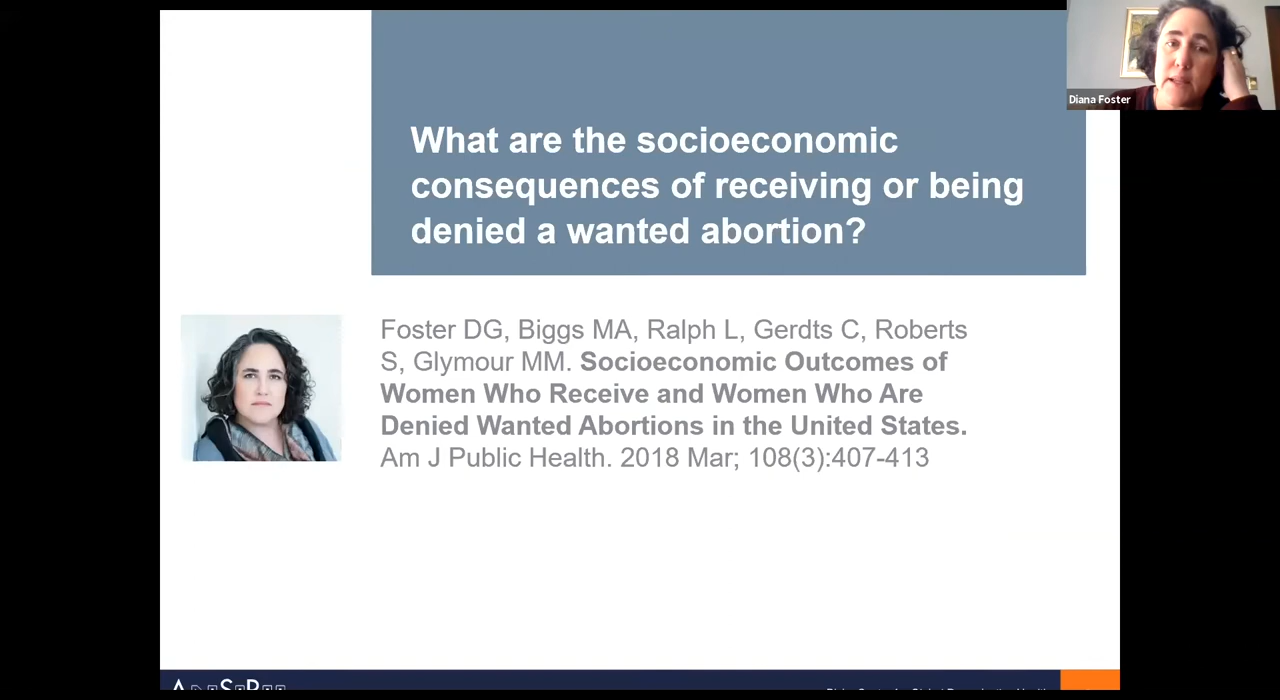 What are the socioeconomic
consequences of receiving or being
denied a wanted abortion?
Diana Foster
Foster DG, Biggs MA, Ralph L, Gerdts C, Roberts
S, Glymour MM. Socioeconomic Outcomes of
Women Who Receive and Women Who Are
Denied Wanted Abortions in the United States.
Am J Public Health. 2018 Mar; 108(3):407-413